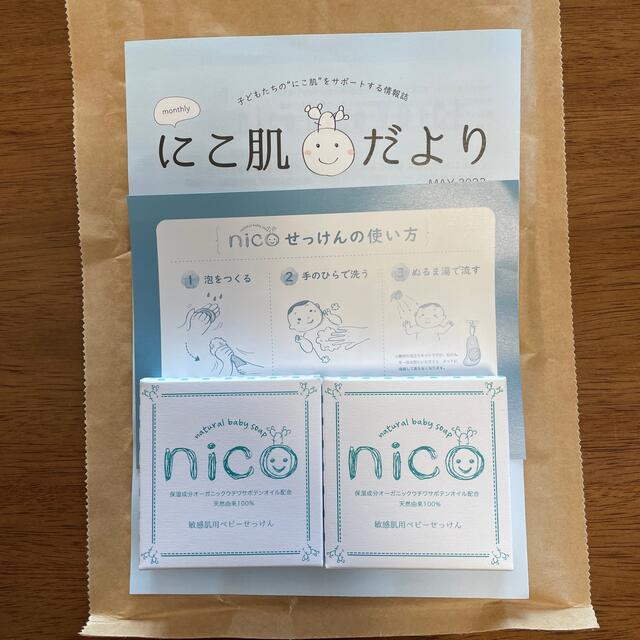 子どもたちの"にこ肌"をサポートする情報誌
monthly
にこ肌だより
nico せっけんの使い方
1 泡をつくる
2 手のひらで洗う
3 ぬるま湯で流す
natural baby soap
nico
保湿成分オーガニックウチワサボテンオイル配合
天然由来100%
敏感肌用ベビーせっけん
natural baby soap
nico
保湿成分オーガニックウチワサボテンオイル配合
天然由来100%
敏感肌用ベビーせっけん